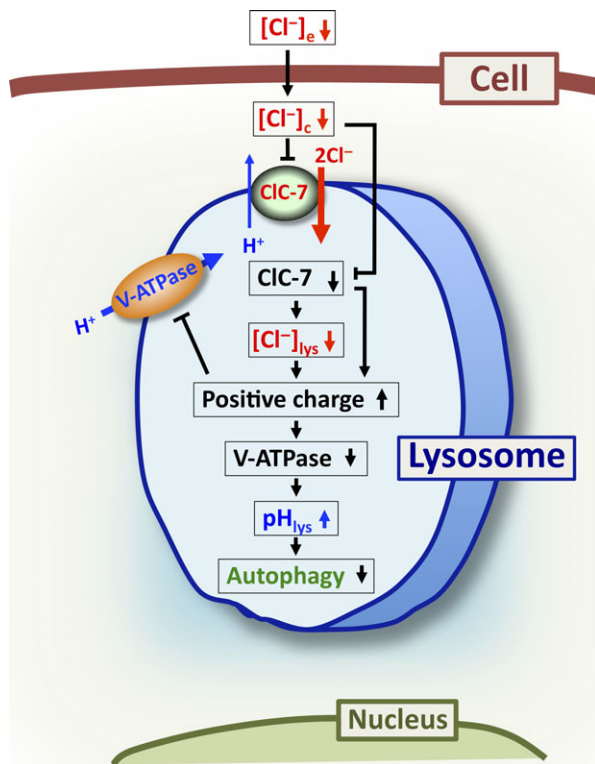 [Cl⁻]e ↓
Cell
[Cl⁻]c ↓
2Cl⁻
ClC-7
H⁺
V-ATPase
H⁺
ClC-7 ↓
[Cl⁻]lys ↓
Positive charge ↑
V-ATPase ↓
Lysosome
pHlys ↑
Autophagy ↓
Nucleus